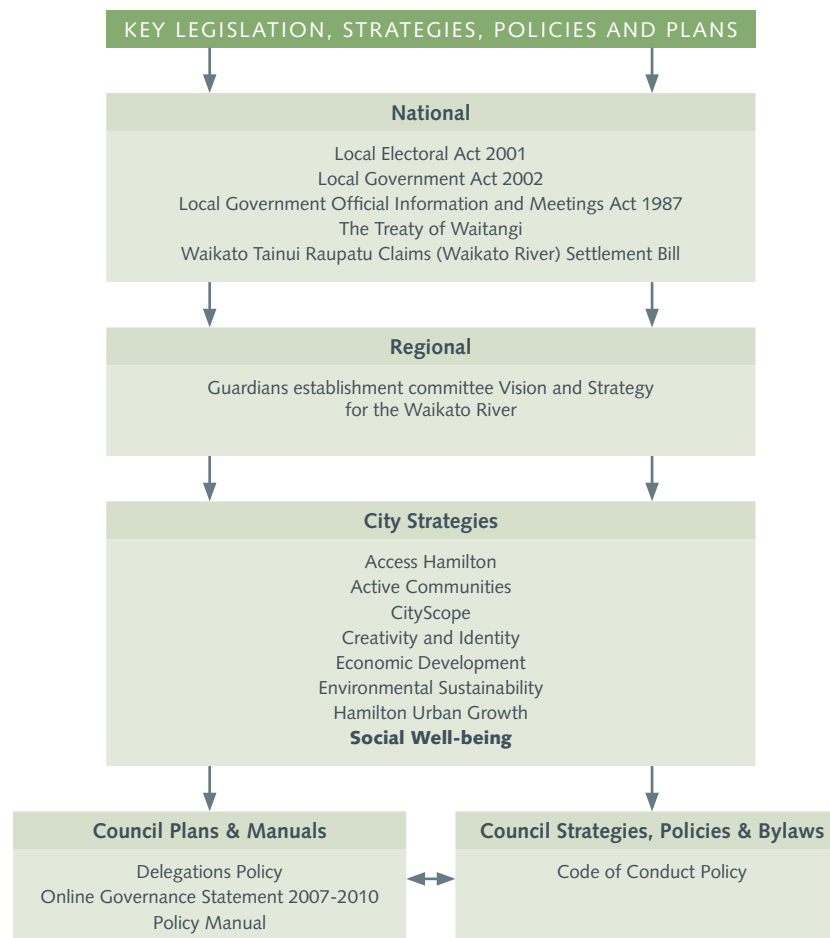 KEY LEGISLATION, STRATEGIES, POLICIES AND PLANS
National
Local Electoral Act 2001
Local Government Act 2002
Local Government Official Information and Meetings Act 1987
The Treaty of Waitangi
Waikato Tainui Raupatu Claims (Waikato River) Settlement Bill
Regional
Guardians establishment committee Vision and Strategy
for the Waikato River
City Strategies
Access Hamilton
Active Communities
CityScope
Creativity and Identity
Economic Development
Environmental Sustainability
Hamilton Urban Growth
Social Well-being
Council Plans & Manuals
Delegations Policy
Online Governance Statement 2007-2010
Policy Manual
Council Strategies, Policies & Bylaws
Code of Conduct Policy